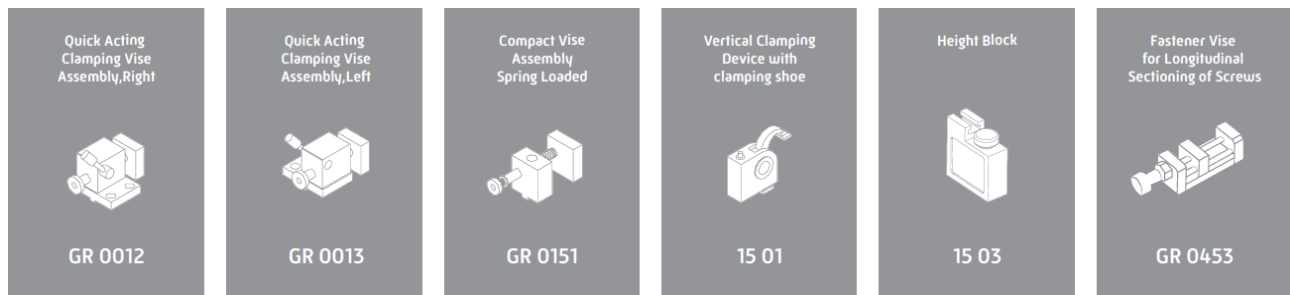 Quick Acting
Clamping Vise
Assembly,Right
GR 0012
Quick Acting
Clamping Vise
Assembly,Left
GR 0013
Compact Vise
Assembly
Spring Loaded
GR 0151
Vertical Clamping
Device with
clamping shoe
15 01
Height Block
15 03
Fastener Vise
for Longitudinal
Sectioning of Screws
GR 0453